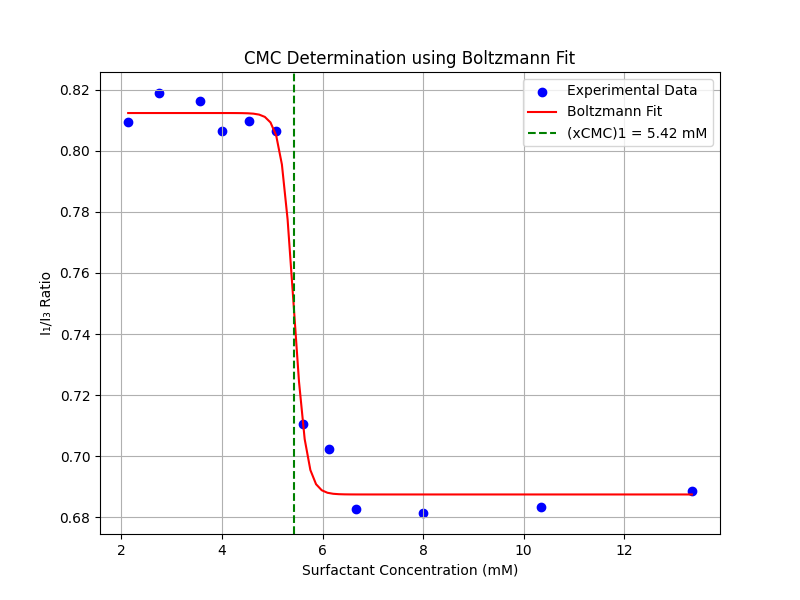 CMC Determination using Boltzmann Fit
Experimental Data
Boltzmann Fit
(xCMC)1 = 5.42 mM
I₁/I₃ Ratio
0.82
0.80
0.78
0.76
0.74
0.72
0.70
0.68
2 4 6 8 10 12
Surfactant Concentration (mM)